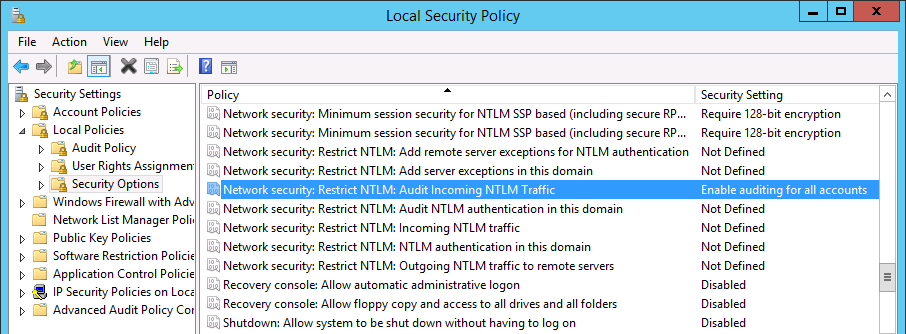 Local Security Policy
File Action View Help
Security Settings
Account Policies
Local Policies
Audit Policy
User Rights Assignmen
Security Options
Windows Firewall with Adv
Network List Manager Polic
Public Key Policies
Software Restriction Policie
Application Control Policie
IP Security Policies on Loca
Advanced Audit Policy Con
Policy Security Setting
Network security: Minimum session security for NTLM SSP based (including secure RP... Require 128-bit encryption
Network security: Minimum session security for NTLM SSP based (including secure RP... Require 128-bit encryption
Network security: Restrict NTLM: Add remote server exceptions for NTLM authentication Not Defined
Network security: Restrict NTLM: Add server exceptions in this domain Not Defined
Network security: Restrict NTLM: Audit Incoming NTLM Traffic Enable auditing for all accounts
Network security: Restrict NTLM: Audit NTLM authentication in this domain Not Defined
Network security: Restrict NTLM: Incoming NTLM traffic Not Defined
Network security: Restrict NTLM: NTLM authentication in this domain Not Defined
Network security: Restrict NTLM: Outgoing NTLM traffic to remote servers Not Defined
Recovery console: Allow automatic administrative logon Disabled
Recovery console: Allow floppy copy and access to all drives and all folders Disabled
Shutdown: Allow system to be shut down without having to log on Disabled